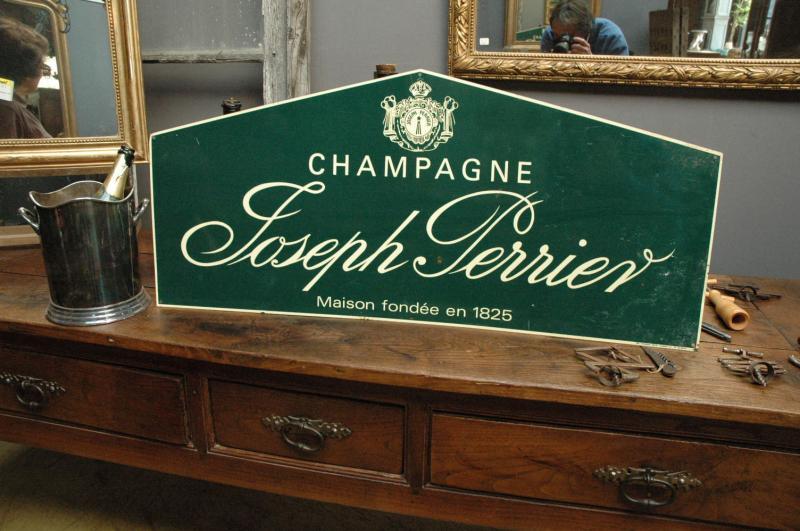 CHAMPAGNE
Joseph Perrier
Maison fondée en 1825